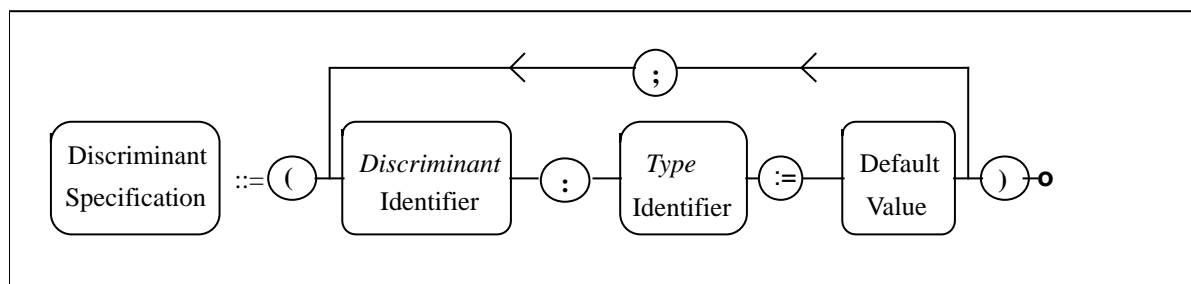 ;
Discriminant
Specification
::=
(
Discriminant
Identifier
:
Type
Identifier
:=
Default
Value
)
o